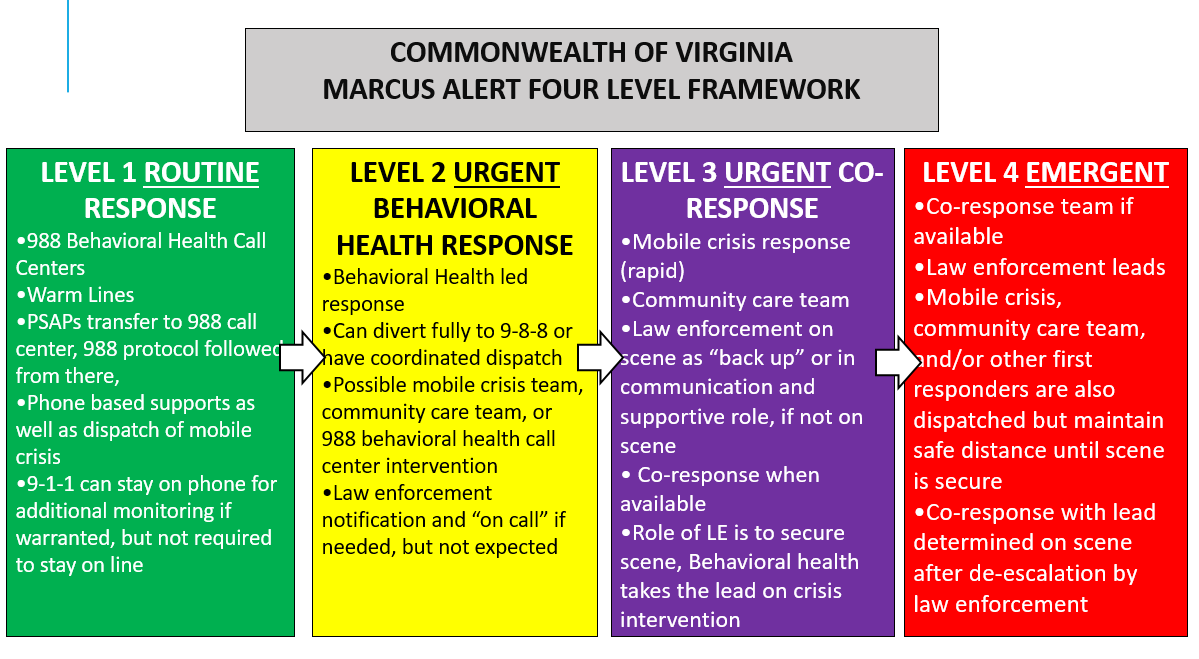 COMMONWEALTH OF VIRGINIA
MARCUS ALERT FOUR LEVEL FRAMEWORK
LEVEL 1 ROUTINE
RESPONSE
•988 Behavioral Health Call
Centers
•Warm Lines
•PSAPs transfer to 988 call
center, 988 protocol followed
from there,
•Phone based supports as
well as dispatch of mobile
crisis
•9-1-1 can stay on phone for
additional monitoring if
warranted, but not required
to stay on line
LEVEL 2 URGENT
BEHAVIORAL
HEALTH RESPONSE
•Behavioral Health led
response
•Can divert fully to 9-8-8 or
have coordinated dispatch
•Possible mobile crisis team,
community care team, or
988 behavioral health call
center intervention
•Law enforcement
notification and “on call” if
needed, but not expected
LEVEL 3 URGENT CO-
RESPONSE
•Mobile crisis response
(rapid)
•Community care team
•Law enforcement on
scene as “back up” or in
communication and
supportive role, if not on
scene
• Co-response when
available
•Role of LE is to secure
scene, Behavioral health
takes the lead on crisis
intervention
LEVEL 4 EMERGENT
•Co-response team if
available
•Law enforcement leads
•Mobile crisis,
community care team,
and/or other first
responders are also
dispatched but maintain
safe distance until scene
is secure
•Co-response with lead
determined on scene
after de-escalation by
law enforcement